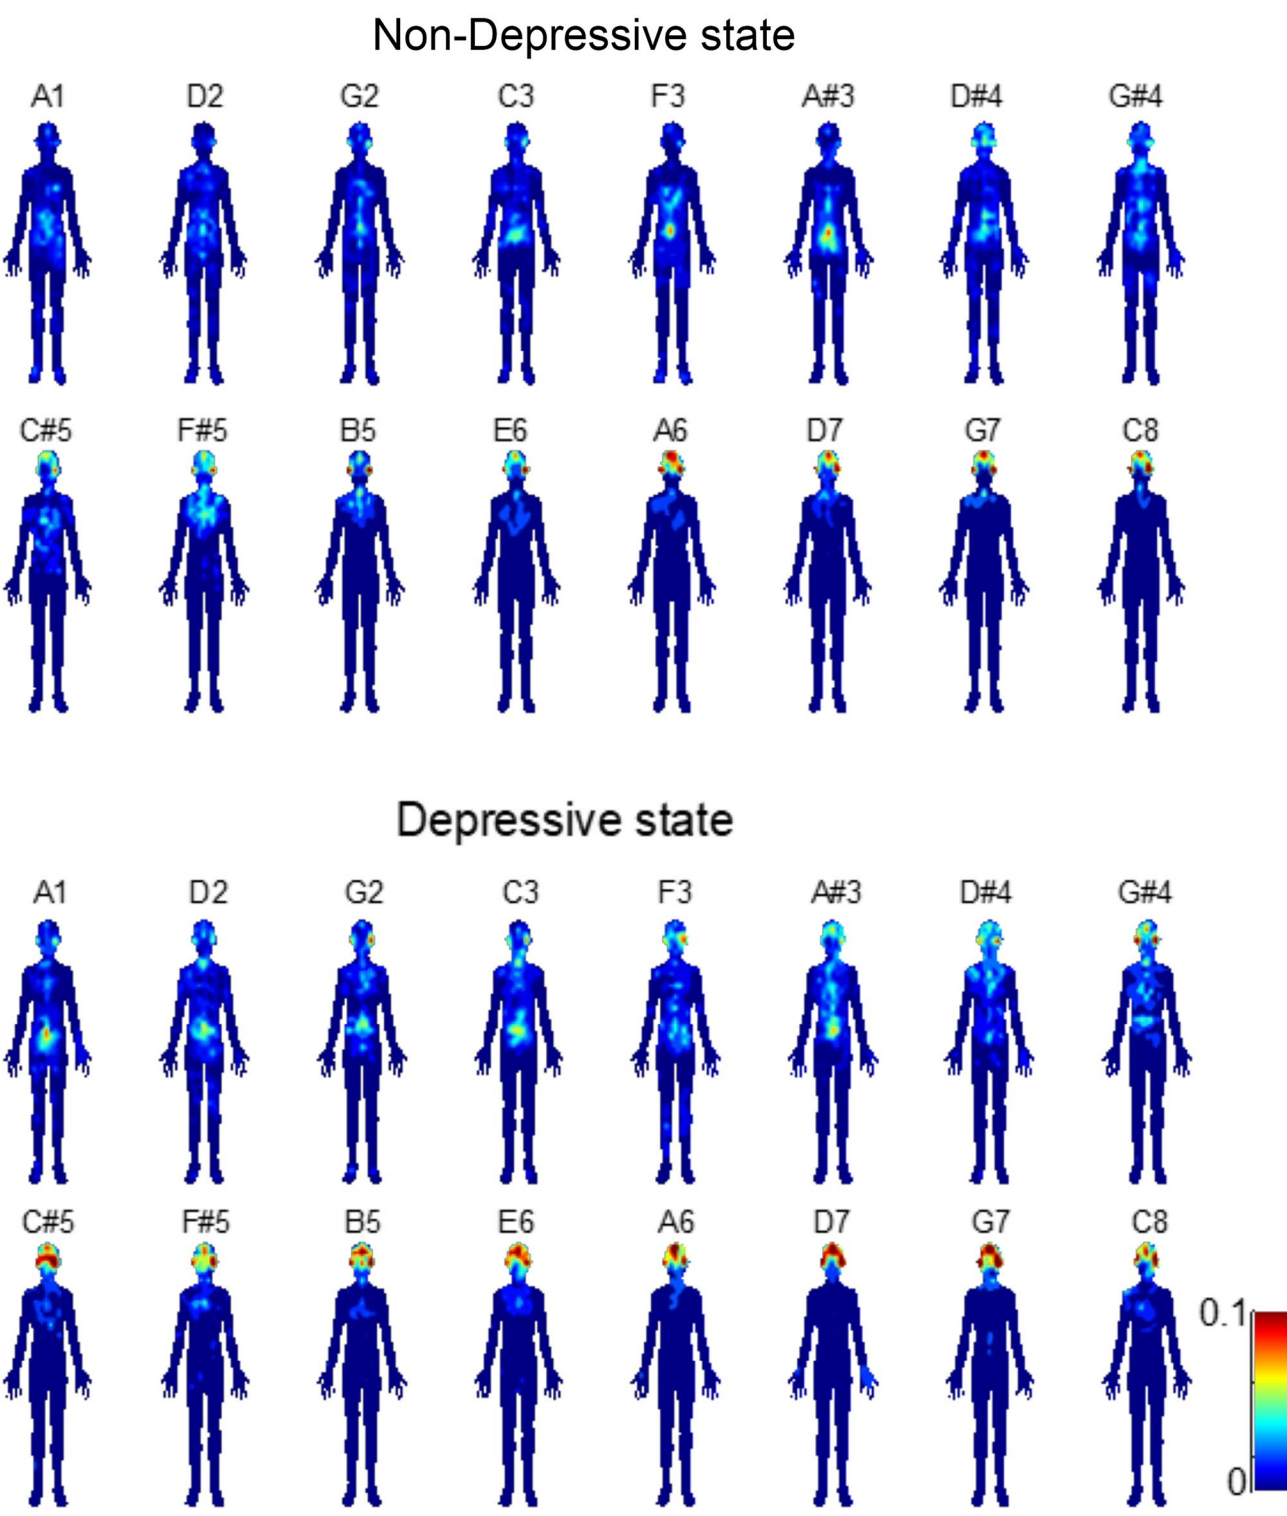 Non-Depressive state
A1 D2 G2 C3 F3 A#3 D#4 G#4
C#5 F#5 B5 E6 A6 D7 G7 C8
Depressive state
A1 D2 G2 C3 F3 A#3 D#4 G#4
C#5 F#5 B5 E6 A6 D7 G7 C8
0.1
0